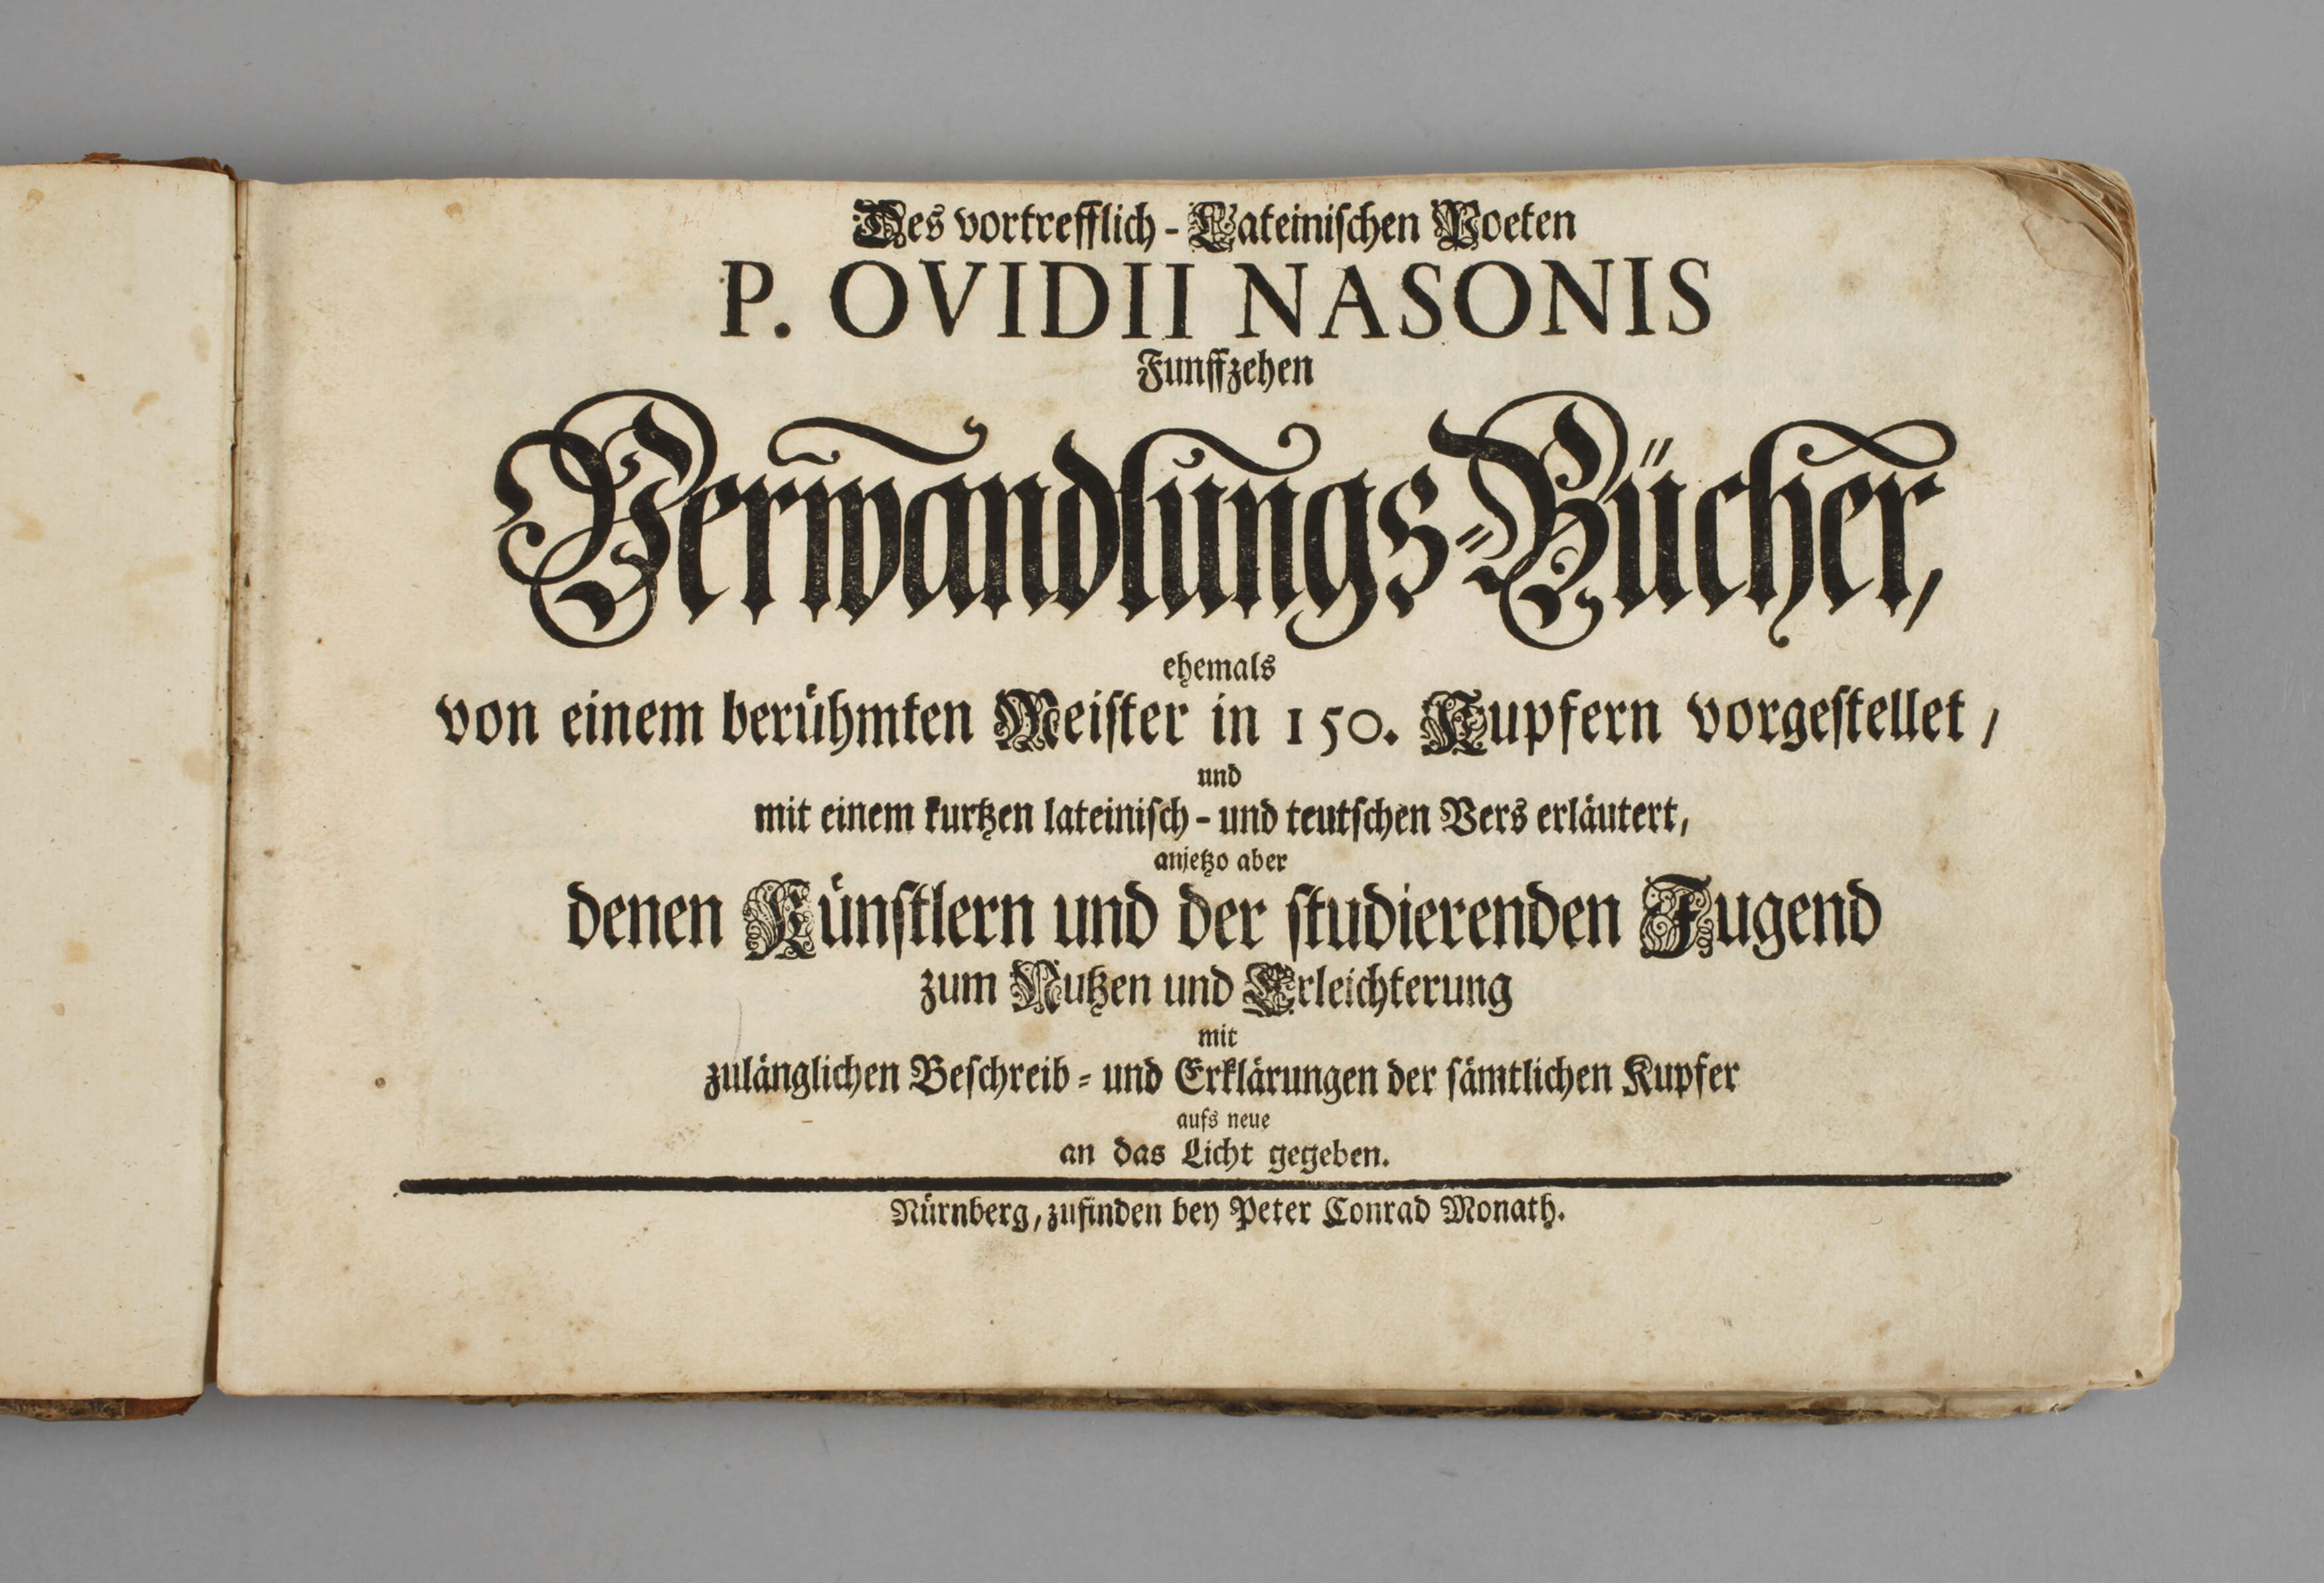 Des vortrefflich - Lateinischen Poeten
P. OVIDII NASONIS
Funffzehen
Verwandlungs-Bücher,
ehemals
von einem berühmten Meister in 150. Kupfern vorgestellet /
und
mit einem kurtzen lateinisch - und teutschen Vers erläutert,
anjetzo aber
denen Künstlern und der studierenden Jugend
zum Nutzen und Erleichterung
mit
zulänglichen Beschreib - und Erklärungen der sämtlichen Kupfer
aufs neue
an das Licht gegeben.
Nürnberg, zufinden bey Peter Conrad Monath.